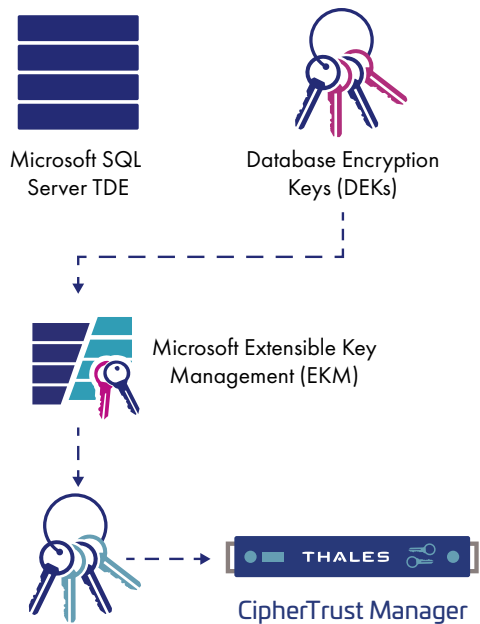 Microsoft SQL
Server TDE
Database Encryption
Keys (DEKs)
Microsoft Extensible Key
Management (EKM)
THALES
CipherTrust Manager